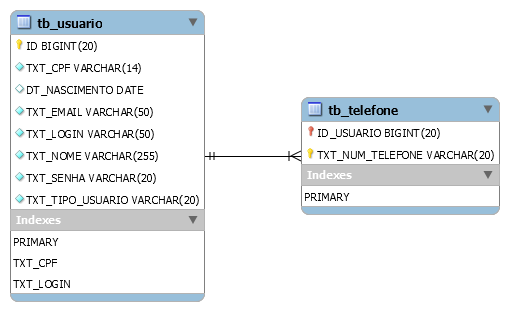 tb_usuario
ID BIGINT(20)
TXT_CPF VARCHAR(14)
DT_NASCIMENTO DATE
TXT_EMAIL VARCHAR(50)
TXT_LOGIN VARCHAR(50)
TXT_NOME VARCHAR(255)
TXT_SENHA VARCHAR(20)
TXT_TIPO_USUARIO VARCHAR(20)
Indexes
PRIMARY
TXT_CPF
TXT_LOGIN
tb_telefone
ID_USUARIO BIGINT(20)
TXT_NUM_TELEFONE VARCHAR(20)
Indexes
PRIMARY